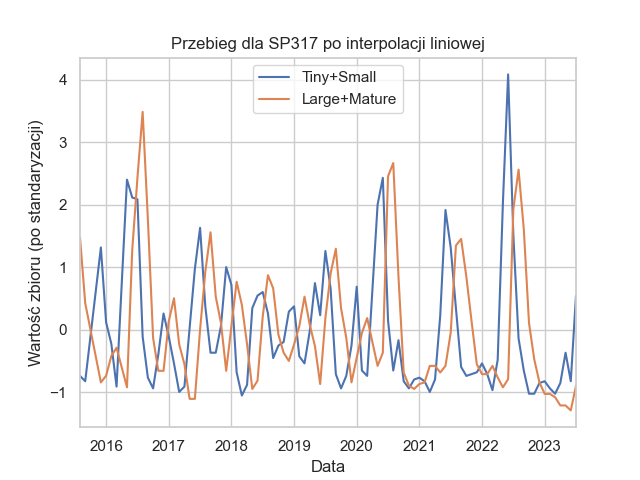 Przebieg dla SP317 po interpolacji liniowej
Tiny+Small
Large+Mature
Wartość zbioru (po standaryzacji)
4
3
2
1
0
−1
2016 2017 2018 2019 2020 2021 2022 2023
Data